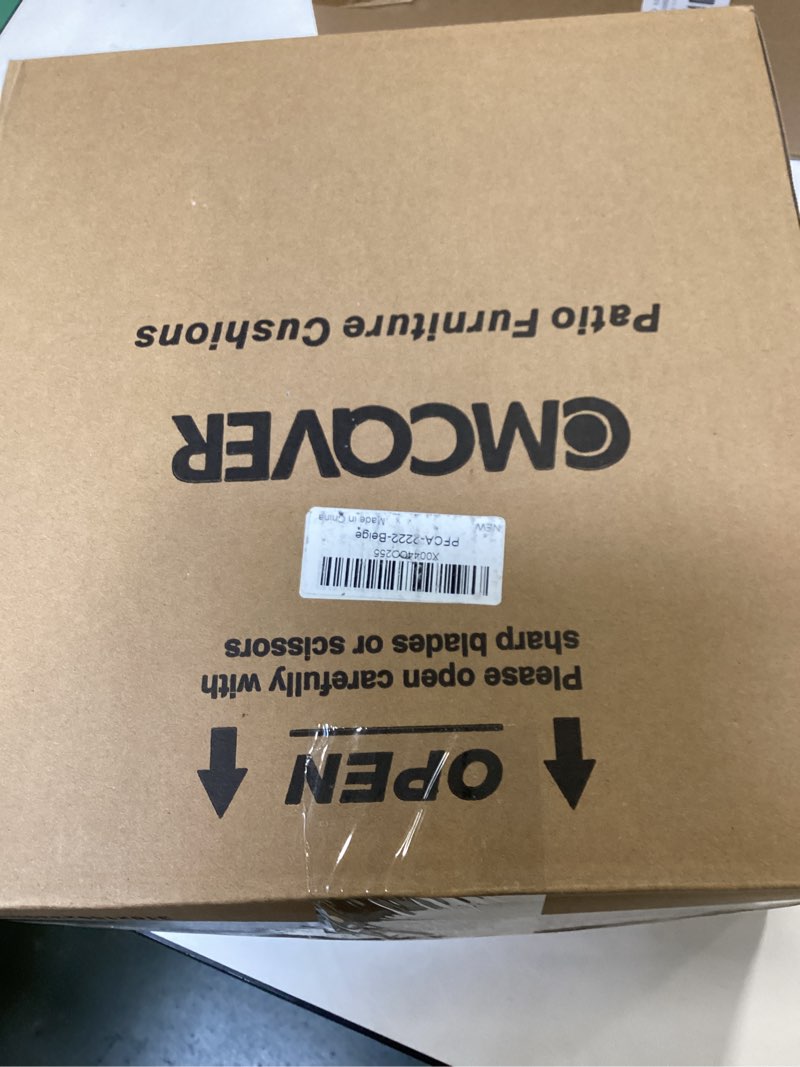 OPEN
Please open carefully with
sharp blades or scissors
X0044DC255
PFCA-2222-Beige
NEW
Made in China
CMCOVER
Patio Furniture Cushions